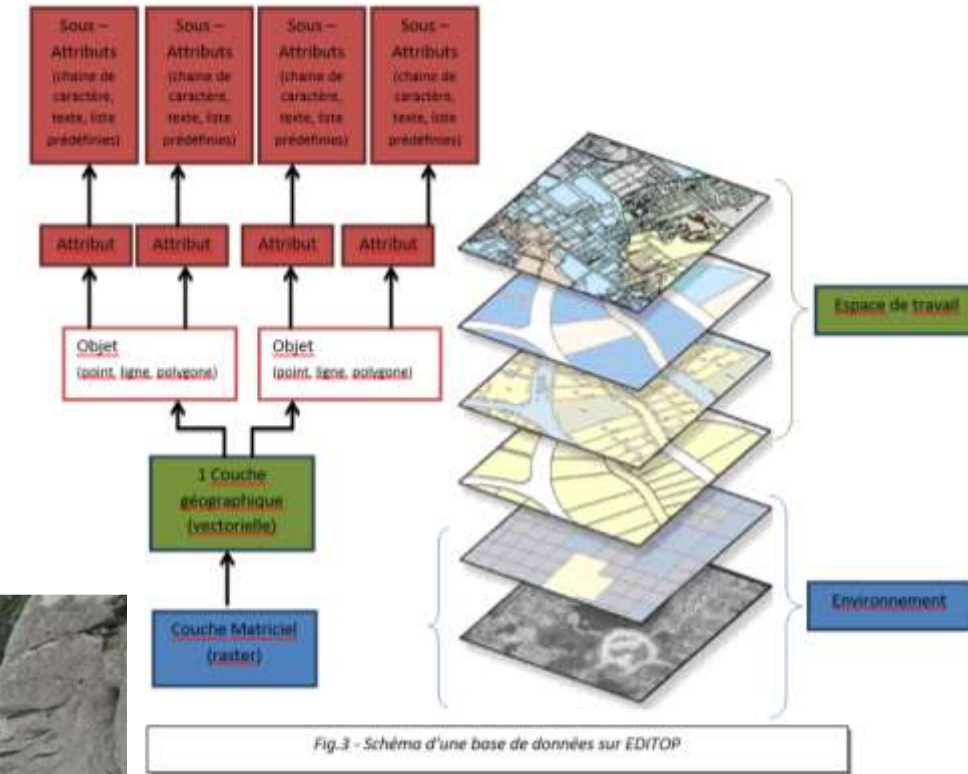 Sous –
Attributs
(chaine de
caractère,
texte, liste
prédéfinies)
Sous –
Attributs
(chaine de
caractère,
texte, liste
prédéfinies)
Sous –
Attributs
(chaine de
caractère,
texte, liste
prédéfinies)
Sous –
Attributs
(chaine de
caractère,
texte, liste
prédéfinies)
Attribut
Attribut
Attribut
Attribut
Objet
(point, ligne, polygone)
Objet
(point, ligne, polygone)
1 Couche
géographique
(vectorielle)
Couche Matriciel
(raster)
Espace de travail
Environnement
Fig.3 - Schéma d'une base de données sur EDITOP